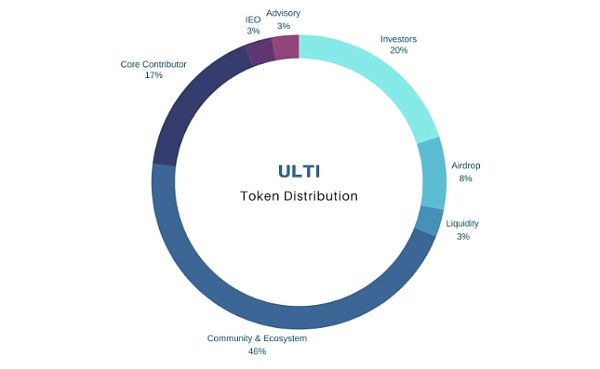 Advisory
3%
IEO
3%
Investors
20%
Core Contributor
17%
Airdrop
8%
ULTI
Token Distribution
Liquidity
3%
Community & Ecosystem
46%